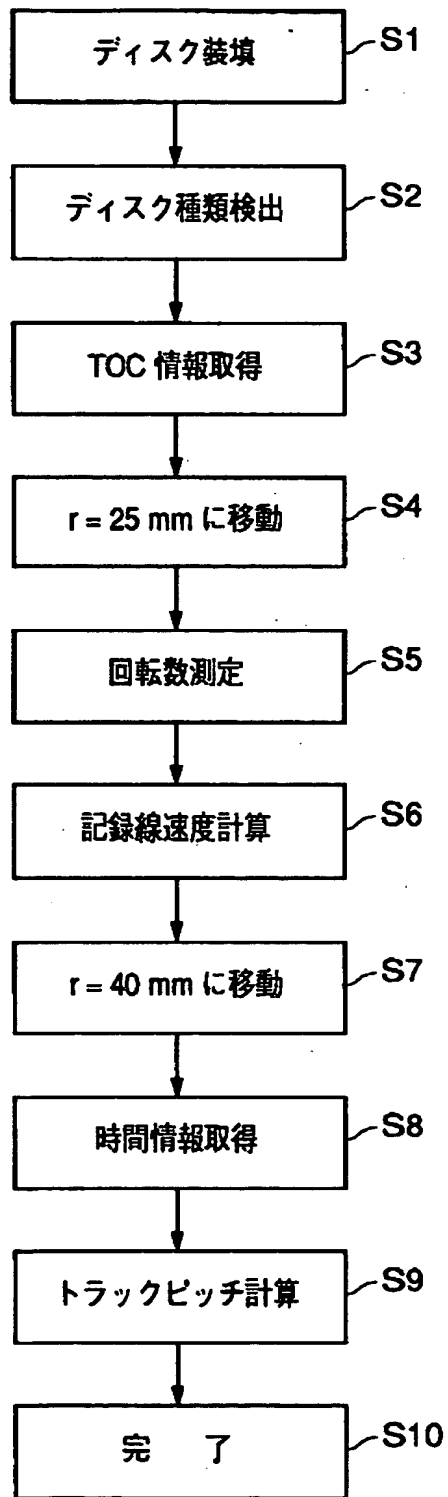 ディスク装填
S1
ディスク種類検出
S2
TOC 情報取得
S3
r = 25 mm に移動
S4
回転数測定
S5
記録線速度計算
S6
r = 40 mm に移動
S7
時間情報取得
S8
トラックピッチ計算
S9
完 了
S10